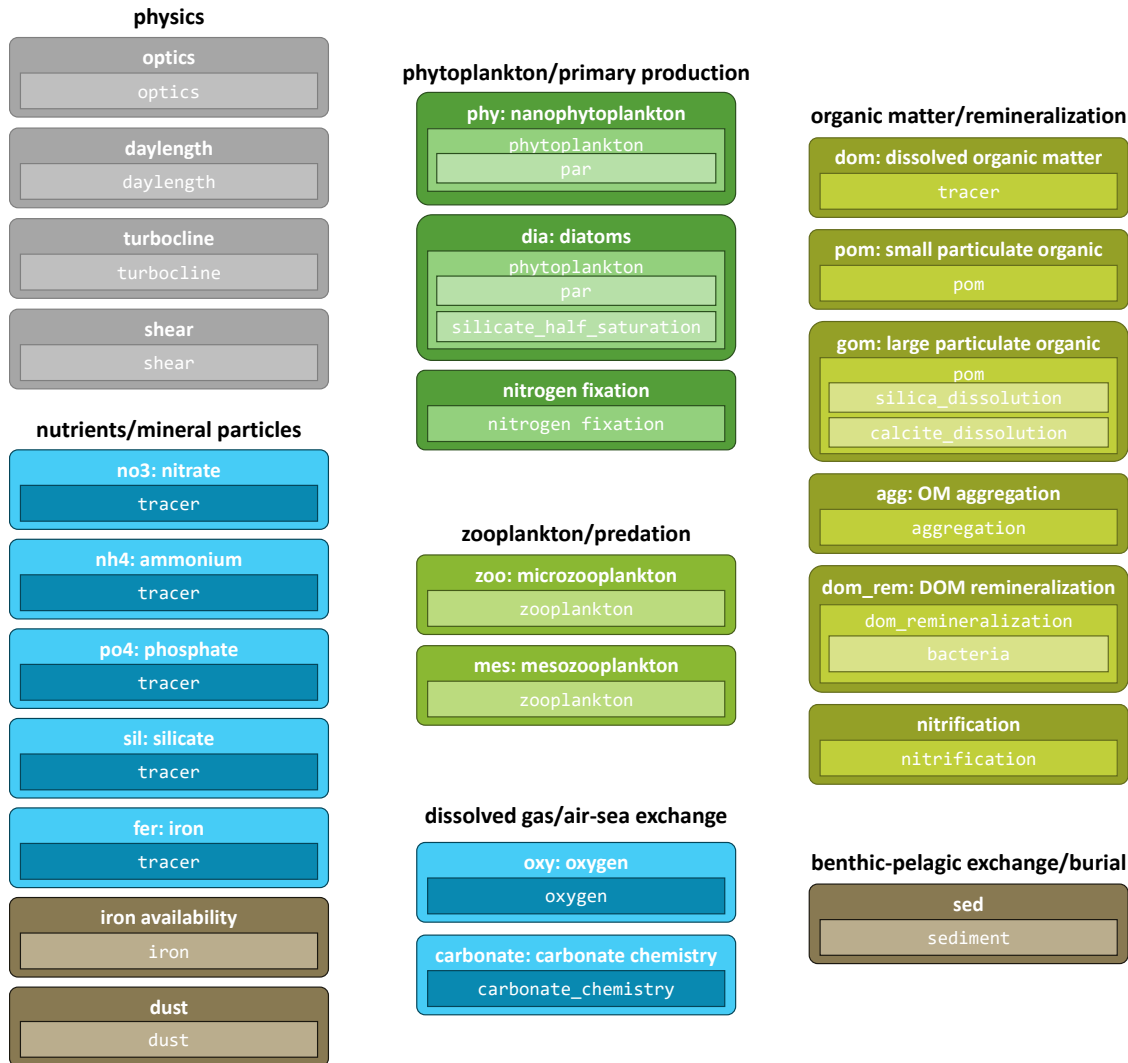 physics
optics
optics
daylength
daylength
turbocline
turbocline
shear
shear
nutrients/mineral particles
no3: nitrate
tracer
nh4: ammonium
tracer
po4: phosphate
tracer
sil: silicate
tracer
fer: iron
tracer
iron availability
iron
dust
dust
phytoplankton/primary production
phy: nanophytoplankton
phytoplankton
par
dia: diatoms
phytoplankton
par
silicate_half_saturation
nitrogen fixation
nitrogen fixation
zooplankton/predation
zoo: microzooplankton
zooplankton
mes: mesozooplankton
zooplankton
dissolved gas/air-sea exchange
oxy: oxygen
oxygen
carbonate: carbonate chemistry
carbonate_chemistry
organic matter/remineralization
dom: dissolved organic matter
tracer
pom: small particulate organic
pom
gom: large particulate organic
pom
silica_dissolution
calcite_dissolution
agg: OM aggregation
aggregation
dom_rem: DOM remineralization
dom_remineralization
bacteria
nitrification
nitrification
benthic-pelagic exchange/burial
sed
sediment